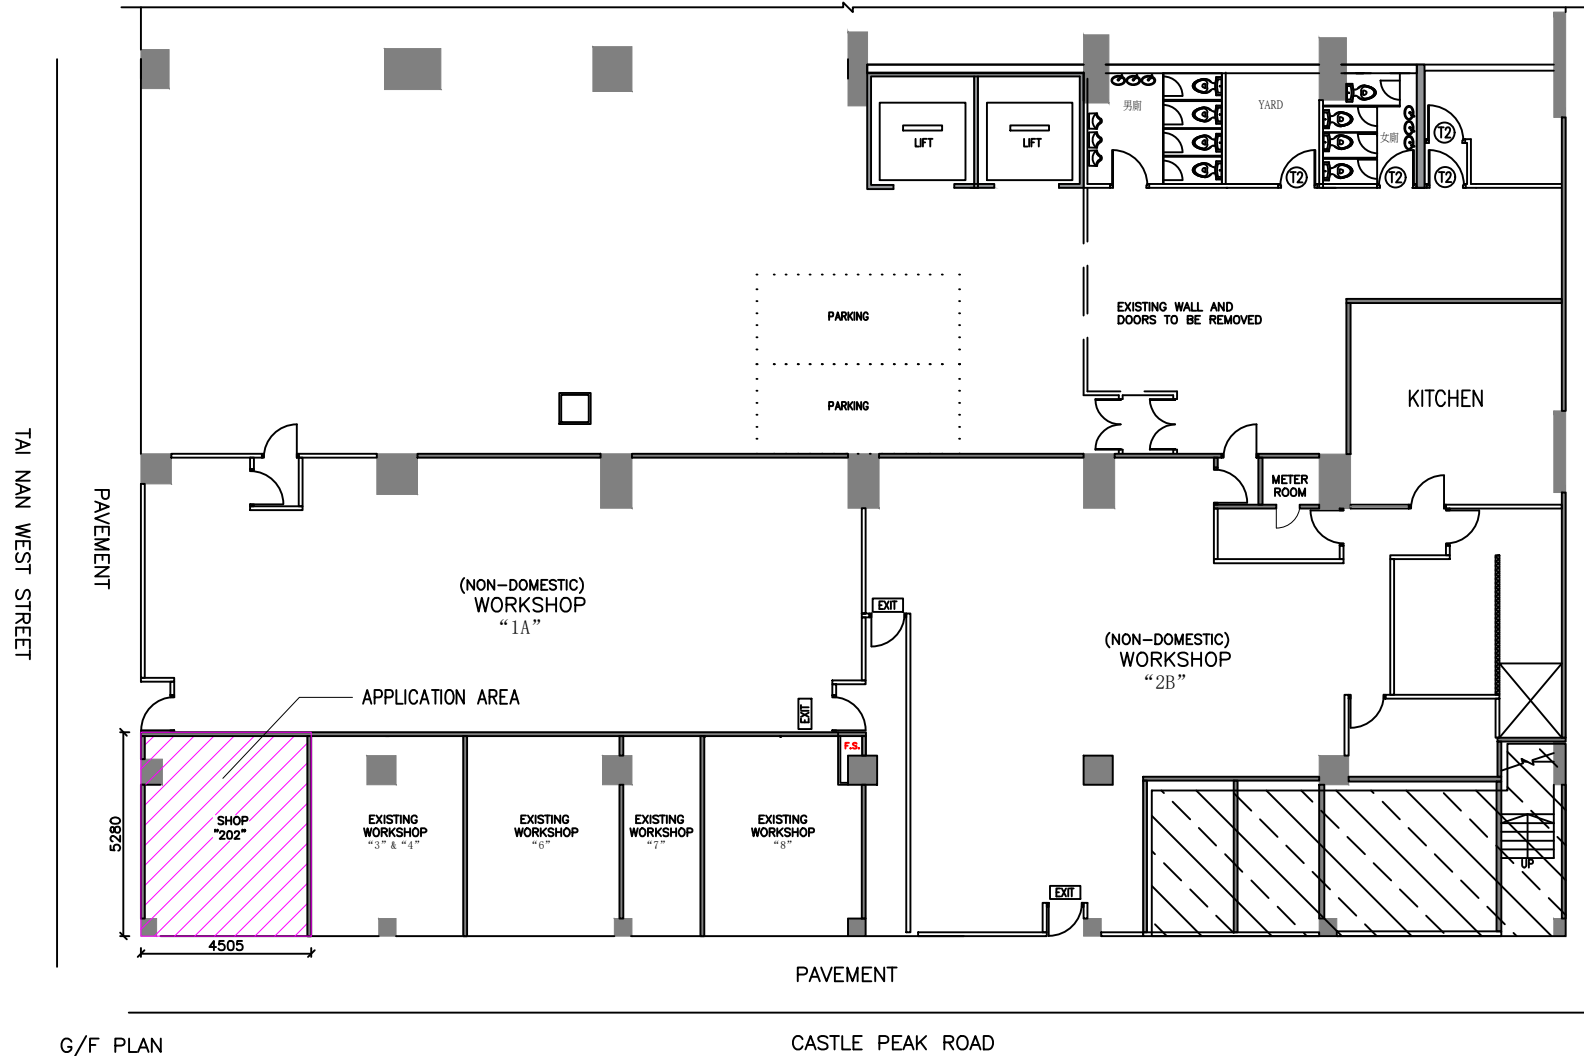 男廁
YARD
女廁
LIFT
LIFT
T2
T2
T2
T2
PARKING
EXISTING WALL AND
DOORS TO BE REMOVED
PARKING
KITCHEN
TAI NAN WEST STREET
PAVEMENT
METER
ROOM
(NON-DOMESTIC)
WORKSHOP
“1A”
EXIT
(NON-DOMESTIC)
WORKSHOP
“2B”
APPLICATION AREA
EXIT
F.S.
SHOP
"202"
EXISTING
WORKSHOP
“3” & “4”
EXISTING
WORKSHOP
“6”
EXISTING
WORKSHOP
“7”
EXISTING
WORKSHOP
“8”
5280
UP
EXIT
4505
PAVEMENT
G/F PLAN
CASTLE PEAK ROAD